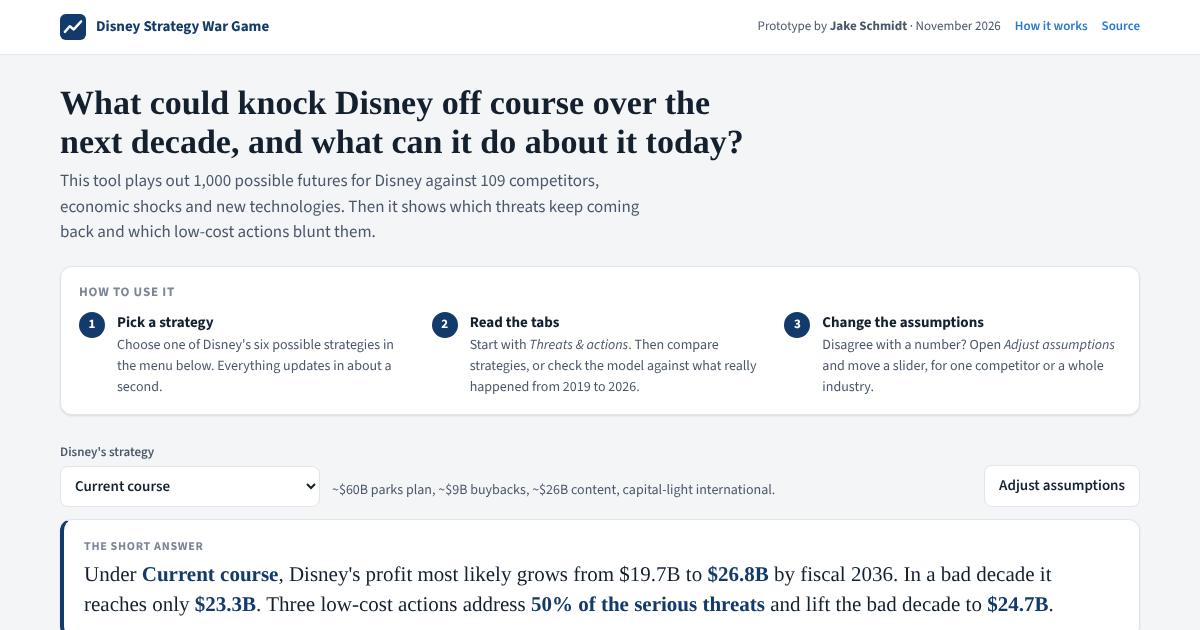 Disney Strategy War Game
Prototype by Jake Schmidt · November 2026 How it works Source
What could knock Disney off course over the
next decade, and what can it do about it today?
This tool plays out 1,000 possible futures for Disney against 109 competitors,
economic shocks and new technologies. Then it shows which threats keep coming
back and which low-cost actions blunt them.
HOW TO USE IT
1 Pick a strategy
Choose one of Disney's six possible strategies in
the menu below. Everything updates in about a
second.
2 Read the tabs
Start with Threats & actions. Then compare
strategies, or check the model against what really
happened from 2019 to 2026.
3 Change the assumptions
Disagree with a number? Open Adjust assumptions
and move a slider, for one competitor or a whole
industry.
Disney's strategy
Current course
~$60B parks plan, ~$9B buybacks, ~$26B content, capital-light international.
Adjust assumptions
THE SHORT ANSWER
Under Current course, Disney's profit most likely grows from $19.7B to $26.8B by fiscal 2036. In a bad decade it
reaches only $23.3B. Three low-cost actions address 50% of the serious threats and lift the bad decade to $24.7B.